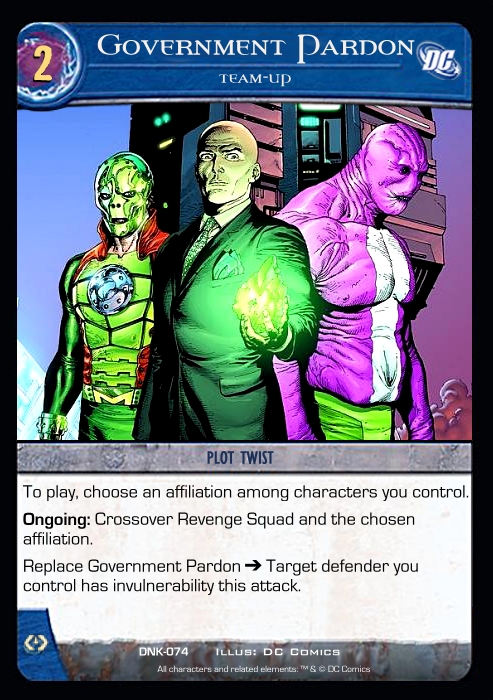 2
Government Pardon
DC
TEAM-UP
M
PLOT TWIST
To play, choose an affiliation among characters you control.
Ongoing: Crossover Revenge Squad and the chosen
affiliation.
Replace Government Pardon ➔ Target defender you
control has invulnerability this attack.
DNK-074 Illus: DC Comics
All characters and related elements: ™ & © DC Comics